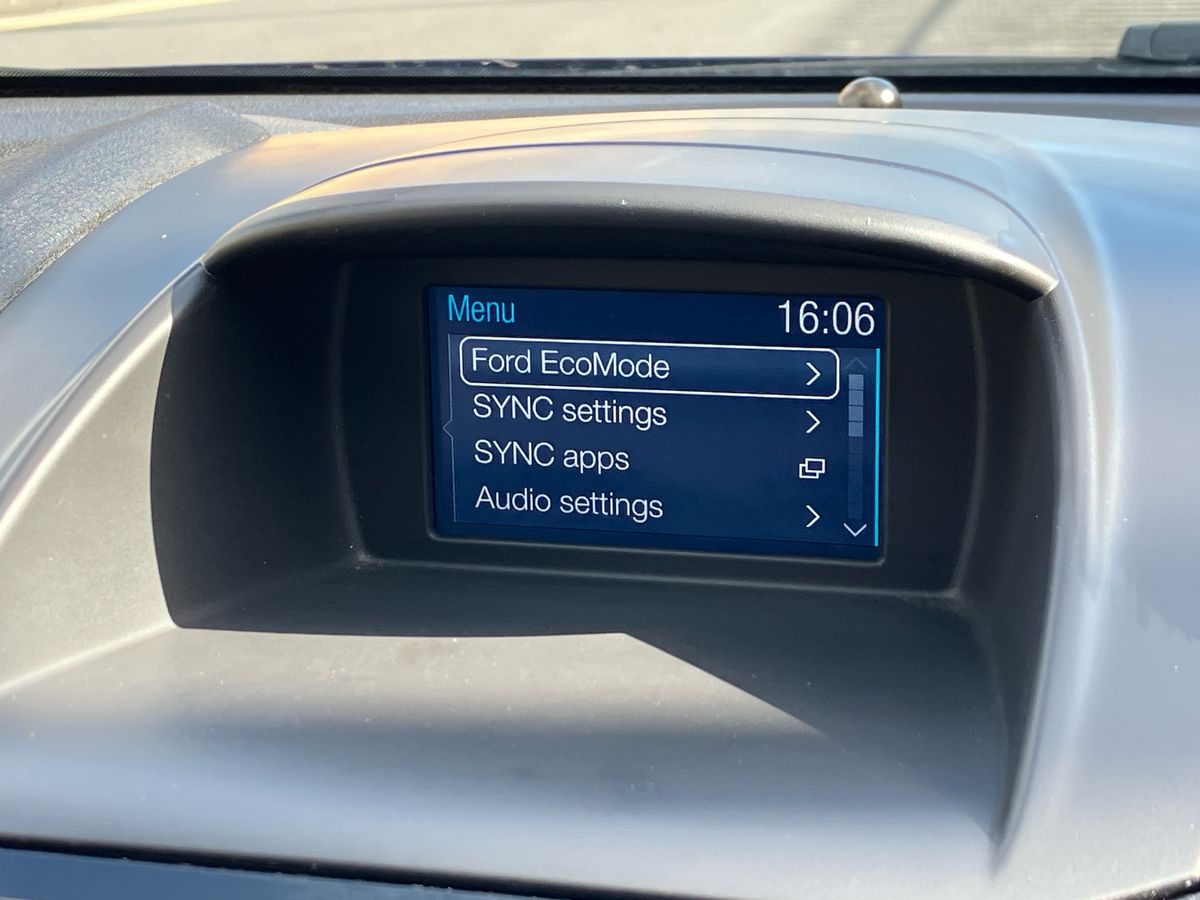 Menu 16:06
Ford EcoMode
SYNC settings
SYNC apps
Audio settings